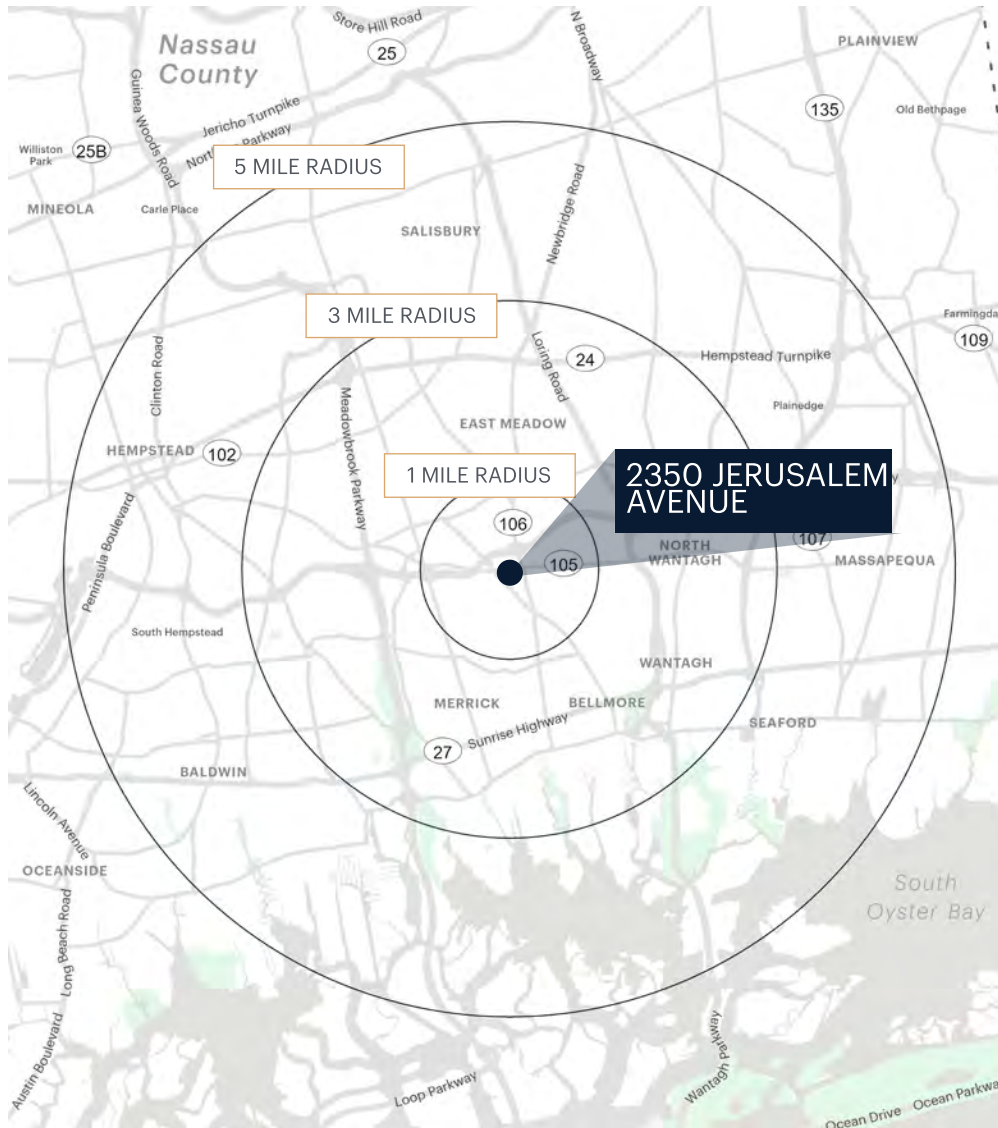 Store Hill Road
N Broadway
Nassau
County
25
PLAINVIEW
Guinea Woods Road
135
Old Bethpage
Jericho Turnpike
Williston
Park
25B
5 MILE RADIUS
MINEOLA
Carle Place
Newbridge Road
SALISBURY
3 MILE RADIUS
109
Loring Road
24
Hempstead Turnpike
Clinton Road
Meadowbrook Parkway
Plainedge
EAST MEADOW
HEMPSTEAD
102
1 MILE RADIUS
2350 JERUSALEM
AVENUE
106
107
NORTH
WANTAGH
105
MASSAPEQUA
Peninsula Boulevard
South Hempstead
WANTAGH
MERRICK
BELLMORE
SEAFORD
Sunrise Highway
27
BALDWIN
Lincoln Avenue
OCEANSIDE
South
Oyster Bay
Long Beach Road
Austin Boulevard
Wantagh Parkway
Loop Parkway
Ocean Drive
Ocean